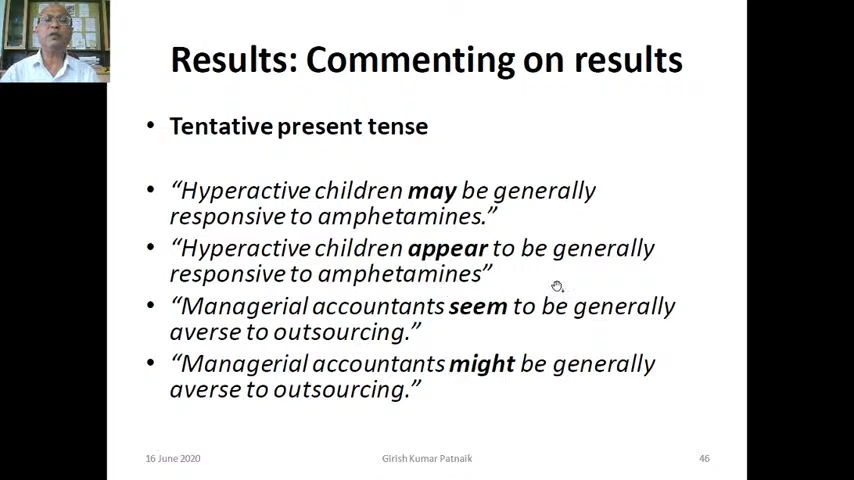 Results: Commenting on results
• Tentative present tense
• “Hyperactive children may be generally
responsive to amphetamines.”
• “Hyperactive children appear to be generally
responsive to amphetamines”
• “Managerial accountants seem to be generally
averse to outsourcing.”
• “Managerial accountants might be generally
averse to outsourcing.”
16 June 2020
Girish Kumar Patnaik
46